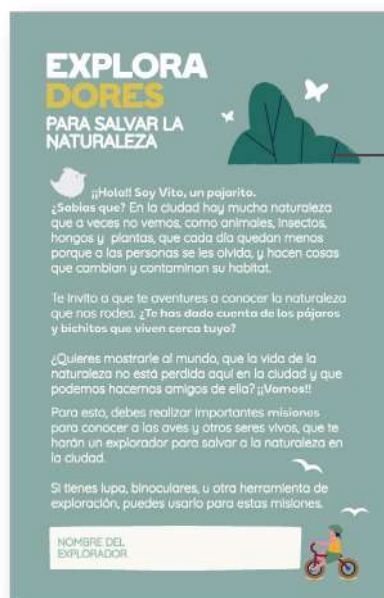 EXPLORA
DORES
PARA SALVAR LA
NATURALEZA
¡¡Hola!! Soy Vito, un pajarito.
¿Sabías que? En la ciudad hay mucha naturaleza
que a veces no vemos, como animales, insectos,
hongos y plantas, que cada día quedan menos
porque a las personas se les olvida, y hacen cosas
que cambian y contaminan su habitat.
Te invito a que te aventures a conocer la naturaleza
que nos rodea. ¿Te has dado cuenta de los pájaros
y bichitos que viven cerca tuyo?
¿Quieres mostrarle al mundo, que la vida de la
naturaleza no está perdida aquí en la ciudad y que
podemos hacernos amigos de ella? ¡¡Vamos!!
Para esto, debes realizar importantes misiones
para conocer a las aves y otros seres vivos, que te
harán un explorador para salvar a la naturaleza en
la ciudad.
Si tienes lupa, binoculares, u otra herramienta de
exploración, puedes usarlo para estas misiones.
NOMBRE DEL
EXPLORADOR